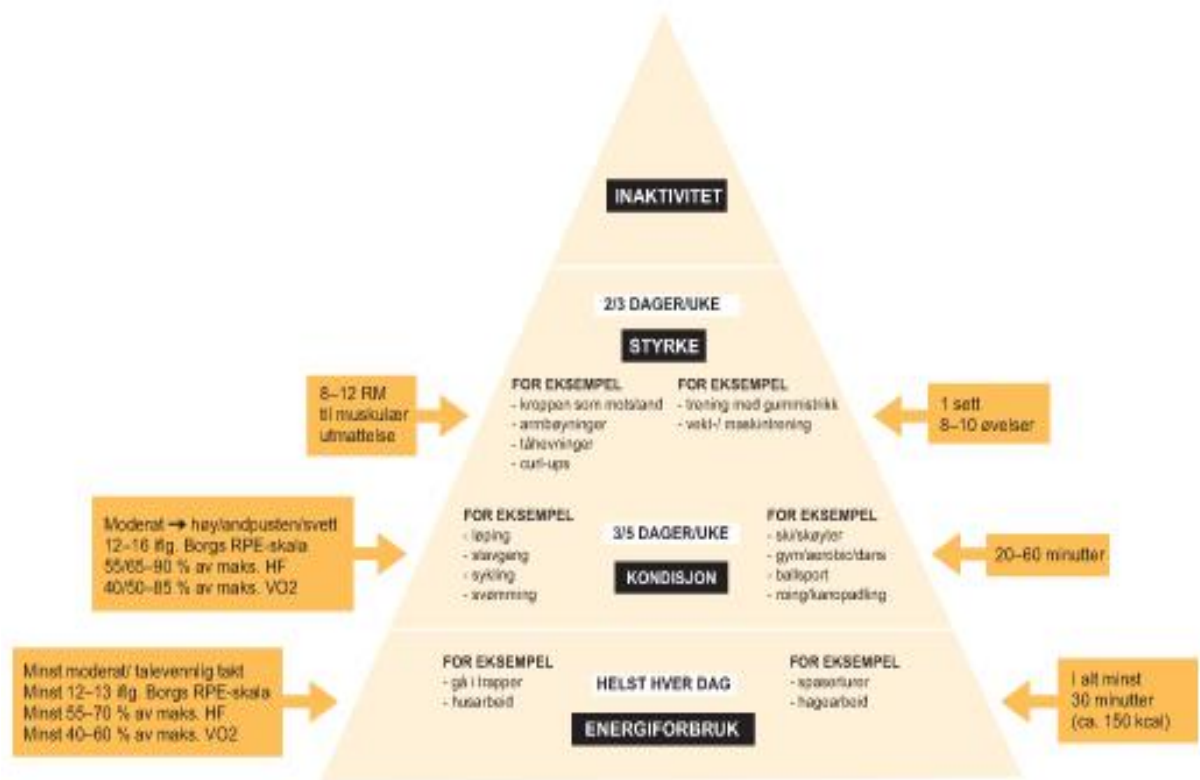 INAKTIVITET
2/3 DAGER/UKE
STYRKE
8–12 RM
til muskulær
utmattelse
FOR EKSEMPEL
- kroppen som motstand
- armbøyninger
- tåhevninger
- curl-ups
FOR EKSEMPEL
- trening med gummistrikk
- vekt-/ maskintrening
1 sett
8–10 øvelser
Moderat → høy/andpusten/svett
12–16 iflg. Borgs RPE-skala
55/65–90 % av maks. HF
40/50–85 % av maks. VO2
FOR EKSEMPEL
- løping
- stavgang
- sykling
- svømming
3/5 DAGER/UKE
KONDISJON
FOR EKSEMPEL
- ski/skøyter
- gym/aerobic/dans
- ballsport
- roing/kanopadling
20–60 minutter
Minst moderat/ talevennlig takt
Minst 12–13 iflg. Borgs RPE-skala
Minst 55–70 % av maks. HF
Minst 40–60 % av maks. VO2
FOR EKSEMPEL
- gå i trapper
- husarbeid
HELST HVER DAG
ENERGIFORBRUK
FOR EKSEMPEL
- spaserturer
- hagearbeid
I alt minst
30 minutter
(ca. 150 kcal)